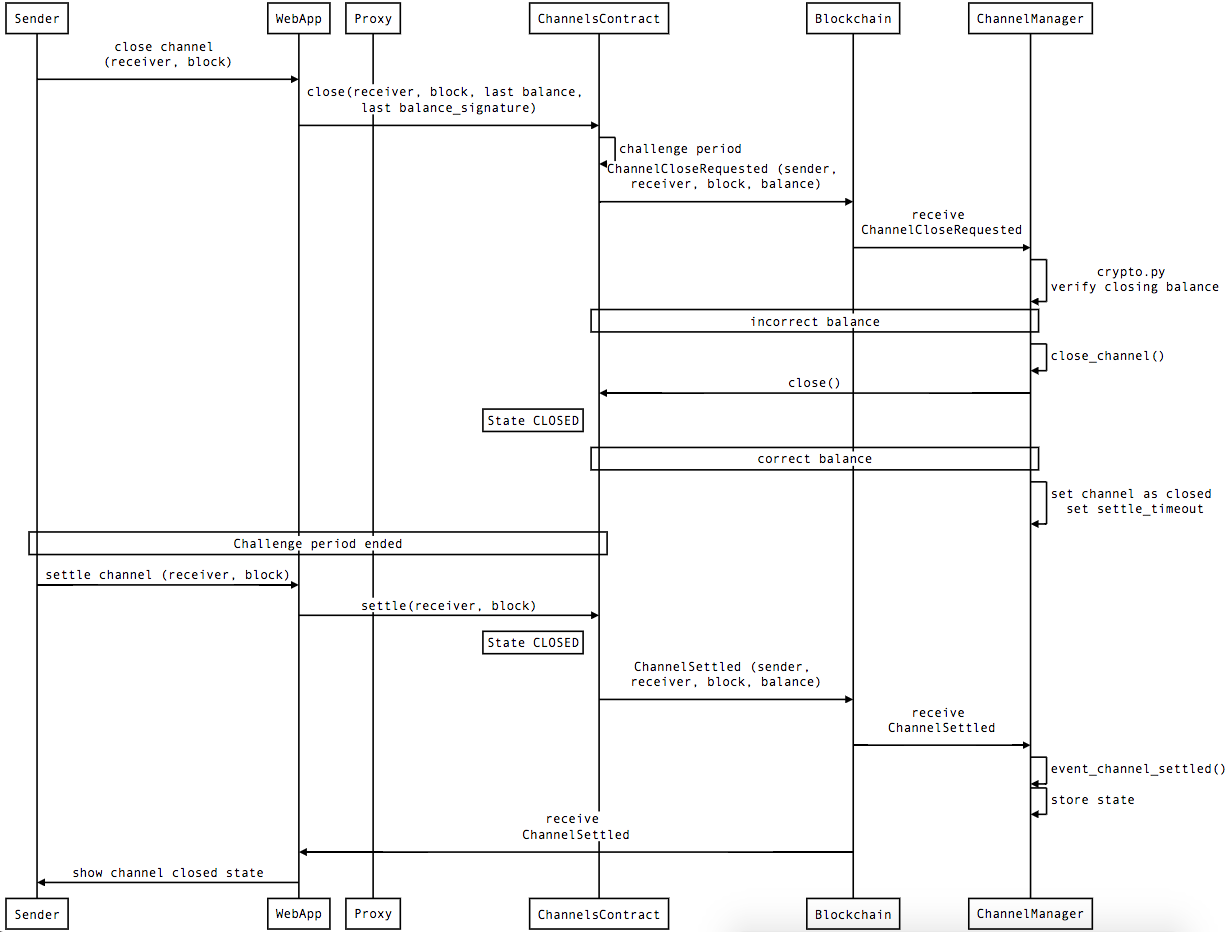 Sender
WebApp
Proxy
ChannelsContract
Blockchain
ChannelManager
close channel
(receiver, block)
close(receiver, block, last balance,
last balance_signature)
challenge period
ChannelCloseRequested (sender,
receiver, block, balance)
receive
ChannelCloseRequested
crypto.py
verify closing balance
incorrect balance
close_channel()
close()
State CLOSED
correct balance
set channel as closed
set settle_timeout
Challenge period ended
settle channel (receiver, block)
settle(receiver, block)
State CLOSED
ChannelSettled (sender,
receiver, block, balance)
receive
ChannelSettled
event_channel_settled()
store state
receive
ChannelSettled
show channel closed state
Sender
WebApp
Proxy
ChannelsContract
Blockchain
ChannelManager